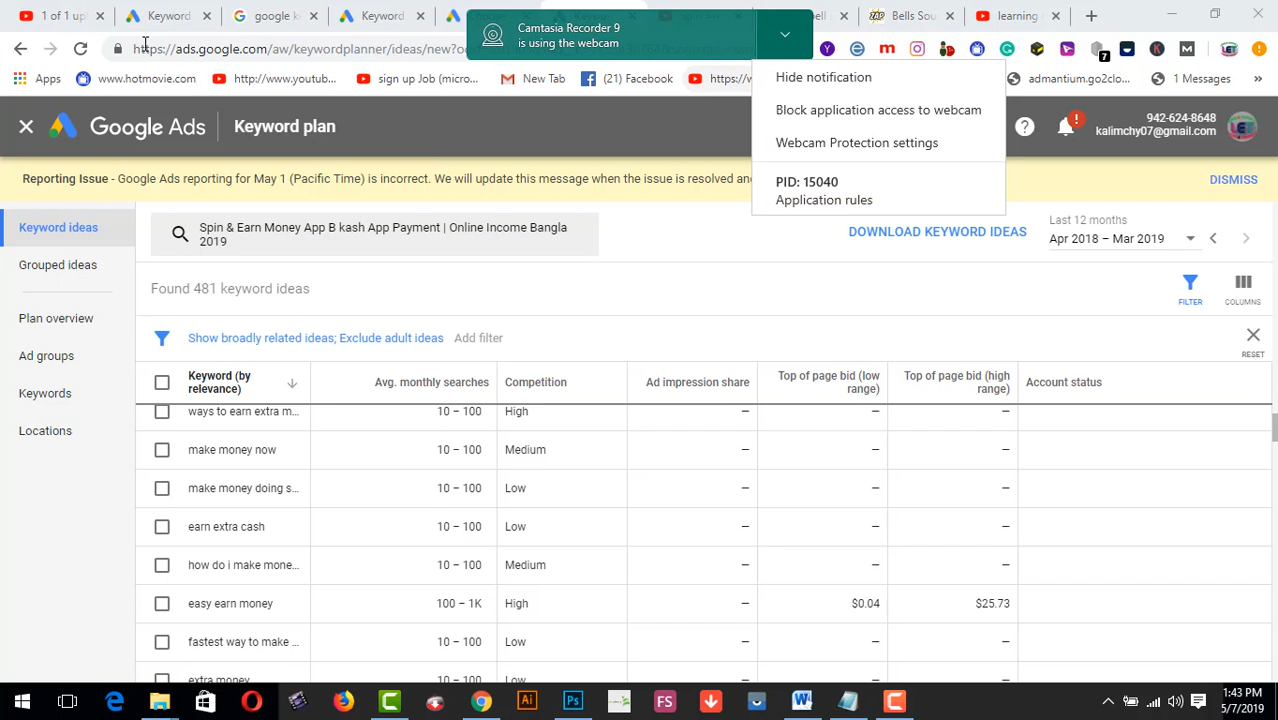 1 of 7 up
Keyword
google k
Keyword
Bells Sou
learning
Camtasia Recorder 9
is using the webcam
https://ads.google.com/aw/keywordplanner/ideas/new?o
7
Apps
www.hotmovie.com
http://www.youtube...
sign up Job (micro...
New Tab
(21) Facebook
https://w
admantium.go2clo...
1 Messages
Hide notification
Block application access to webcam
Webcam Protection settings
PID: 15040
Application rules
Google Ads
Keyword plan
942-624-8648
kalimchy07@gmail.com
Reporting Issue - Google Ads reporting for May 1 (Pacific Time) is incorrect. We will update this message when the issue is resolved and
DISMISS
Keyword ideas
Grouped ideas
Plan overview
Ad groups
Keywords
Locations
Spin & Earn Money App B kash App Payment | Online Income Bangla
2019
DOWNLOAD KEYWORD IDEAS
Last 12 months
Apr 2018 – Mar 2019
Found 481 keyword ideas
FILTER
COLUMNS
Show broadly related ideas; Exclude adult ideas Add filter
RESET
Keyword (by relevance) Avg. monthly searches Competition Ad impression share Top of page bid (low range) Top of page bid (high range) Account status
ways to earn extra m... 10 – 100 High – – –
make money now 10 – 100 Medium – – –
make money doing s... 10 – 100 Low – – –
earn extra cash 10 – 100 Low – – –
how do i make mone... 10 – 100 Medium – – –
easy earn money 100 – 1K High – $0.04 $25.73
fastest way to make ... 10 – 100 Low – – –
extra money 10 – 100 Low
1:43 PM
5/7/2019